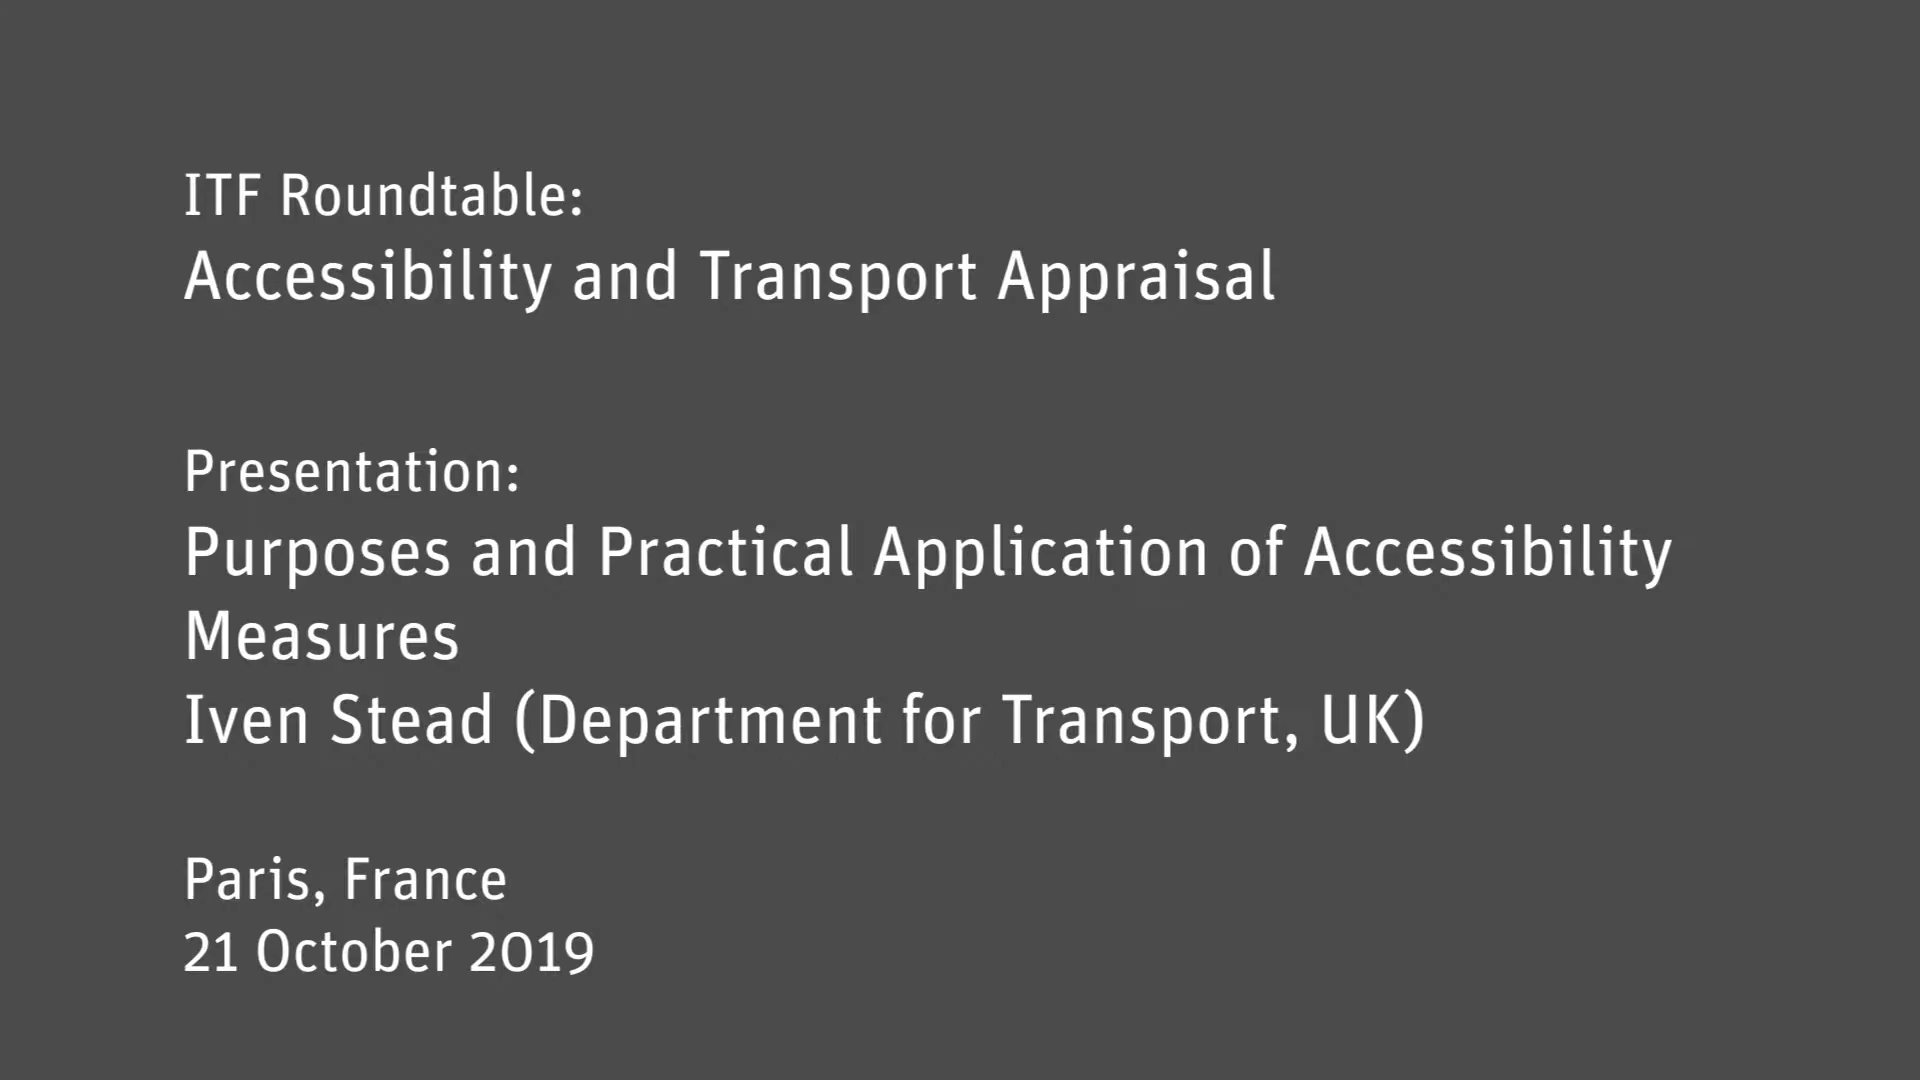 ITF Roundtable:
Accessibility and Transport Appraisal
Presentation:
Purposes and Practical Application of Accessibility
Measures
Iven Stead (Department for Transport, UK)
Paris, France
21 October 2019